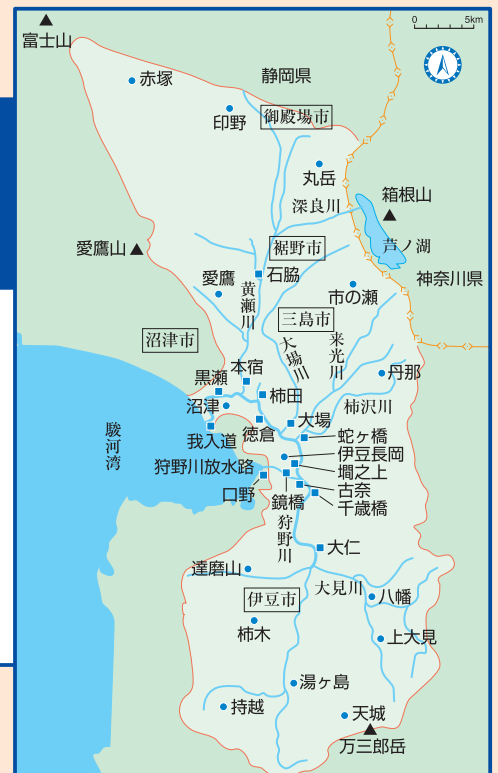 0 5km
富士山
赤塚
静岡県
印野
御殿場市
丸岳
箱根山
深良川
芦ノ湖
愛鷹山
裾野市
石脇
神奈川県
愛鷹
黄瀬川
市の瀬
三島市
沼津市
大場川
来光川
本宿
黒瀬
丹那
柿田
沼津
柿沢川
駿河湾
我入道
徳倉
大場
蛇ヶ橋
伊豆長岡
狩野川放水路
墹之上
古奈
口野
鏡橋
千歳橋
狩野川
大仁
達磨山
大見川
八幡
伊豆市
柿木
上大見
湯ヶ島
持越
天城
万三郎岳